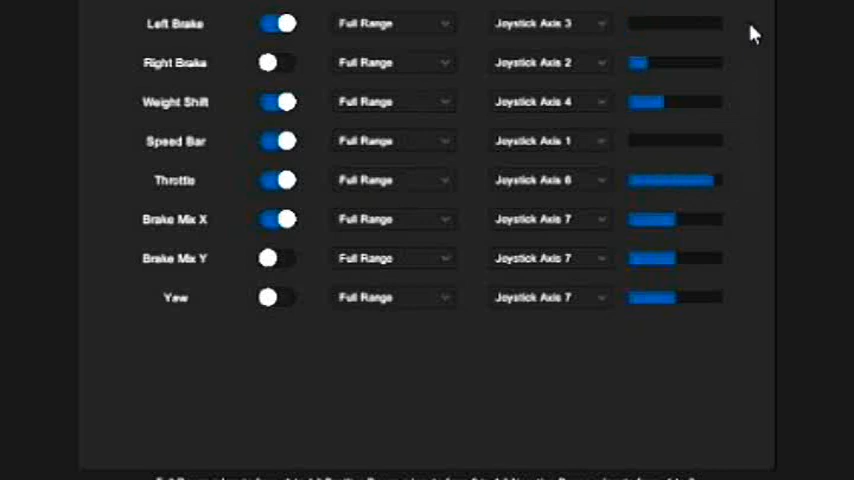 Left Brake Full Range Joystick Axis 3
Right Brake Full Range Joystick Axis 2
Weight Shift Full Range Joystick Axis 4
Speed Bar Full Range Joystick Axis 1
Throttle Full Range Joystick Axis 6
Brake Mix X Full Range Joystick Axis 7
Brake Mix Y Full Range Joystick Axis 7
Yaw Full Range Joystick Axis 7